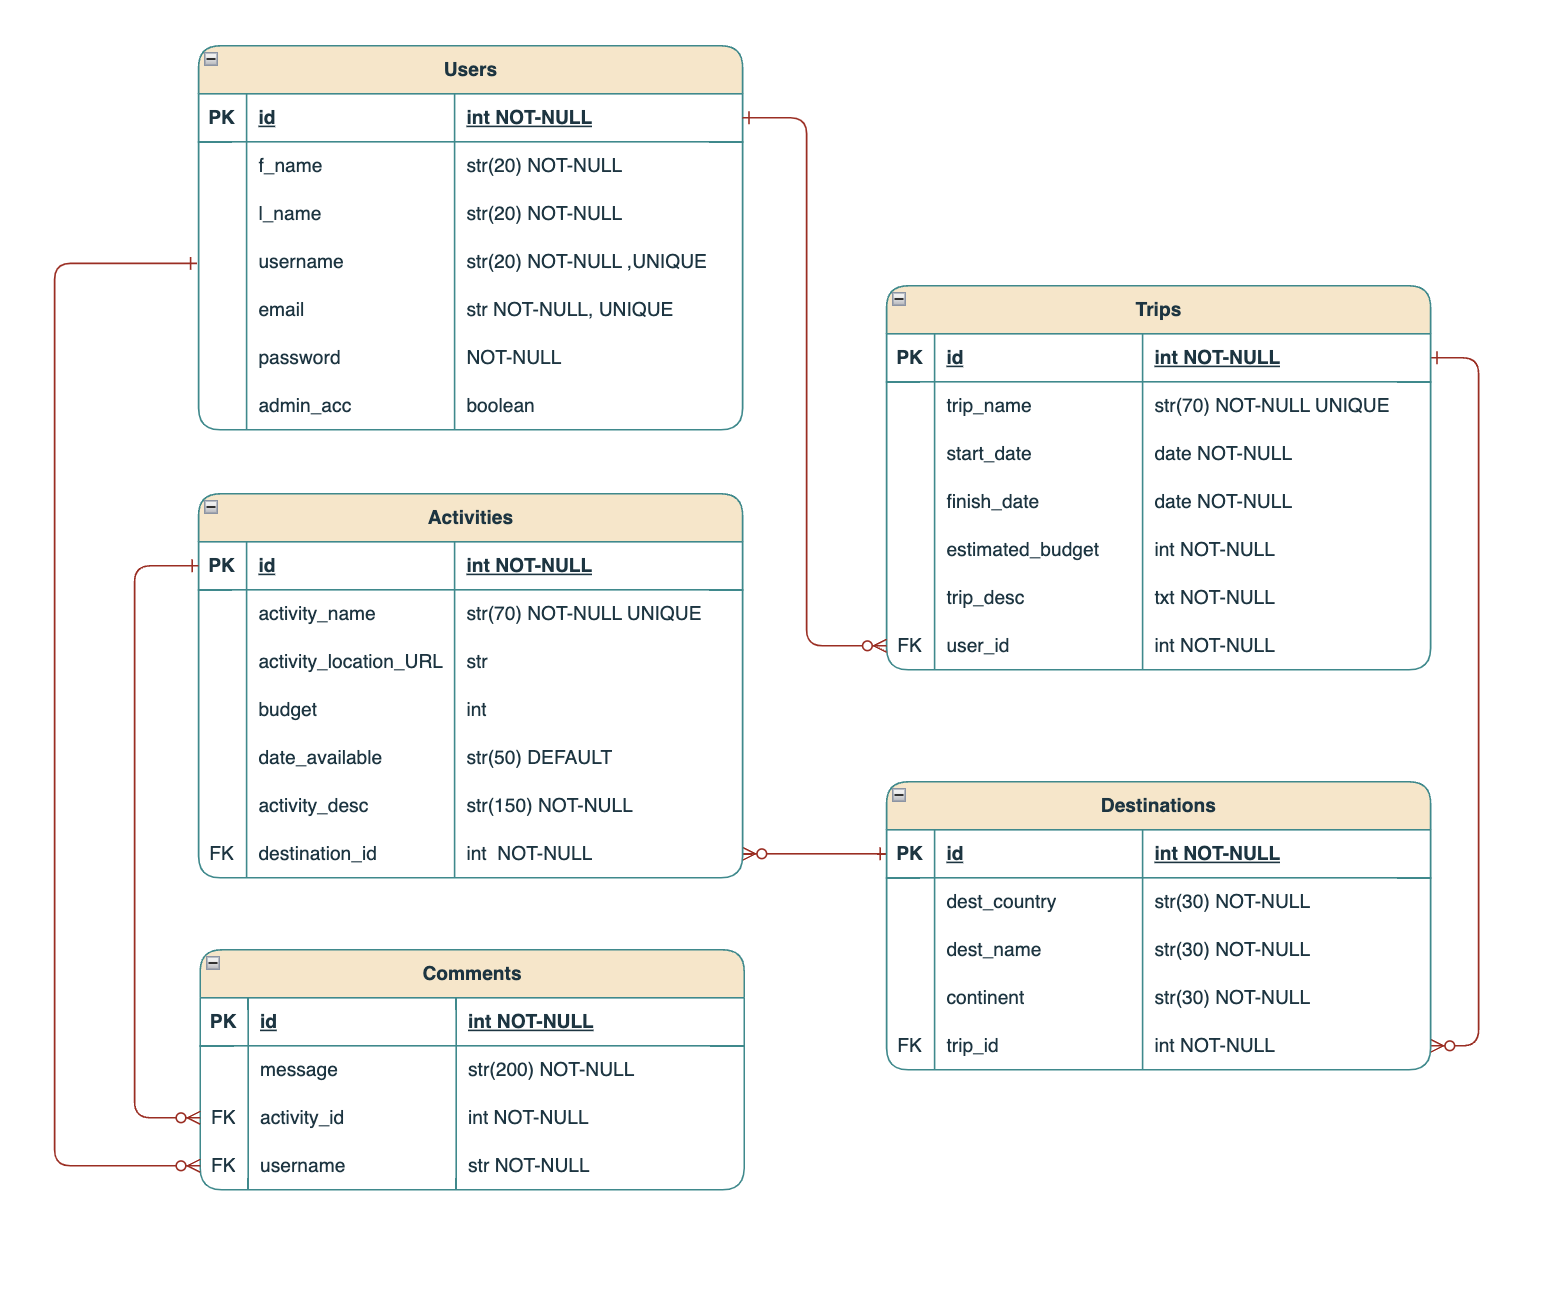 Users
PK id int NOT-NULL
f_name str(20) NOT-NULL
l_name str(20) NOT-NULL
username str(20) NOT-NULL ,UNIQUE
email str NOT-NULL, UNIQUE
password NOT-NULL
admin_acc boolean
Trips
PK id int NOT-NULL
trip_name str(70) NOT-NULL UNIQUE
start_date date NOT-NULL
finish_date date NOT-NULL
estimated_budget int NOT-NULL
trip_desc txt NOT-NULL
FK user_id int NOT-NULL
Activities
PK id int NOT-NULL
activity_name str(70) NOT-NULL UNIQUE
activity_location_URL str
budget int
date_available str(50) DEFAULT
activity_desc str(150) NOT-NULL
FK destination_id int  NOT-NULL
Destinations
PK id int NOT-NULL
dest_country str(30) NOT-NULL
dest_name str(30) NOT-NULL
continent str(30) NOT-NULL
FK trip_id int NOT-NULL
Comments
PK id int NOT-NULL
message str(200) NOT-NULL
FK activity_id int NOT-NULL
FK username str NOT-NULL